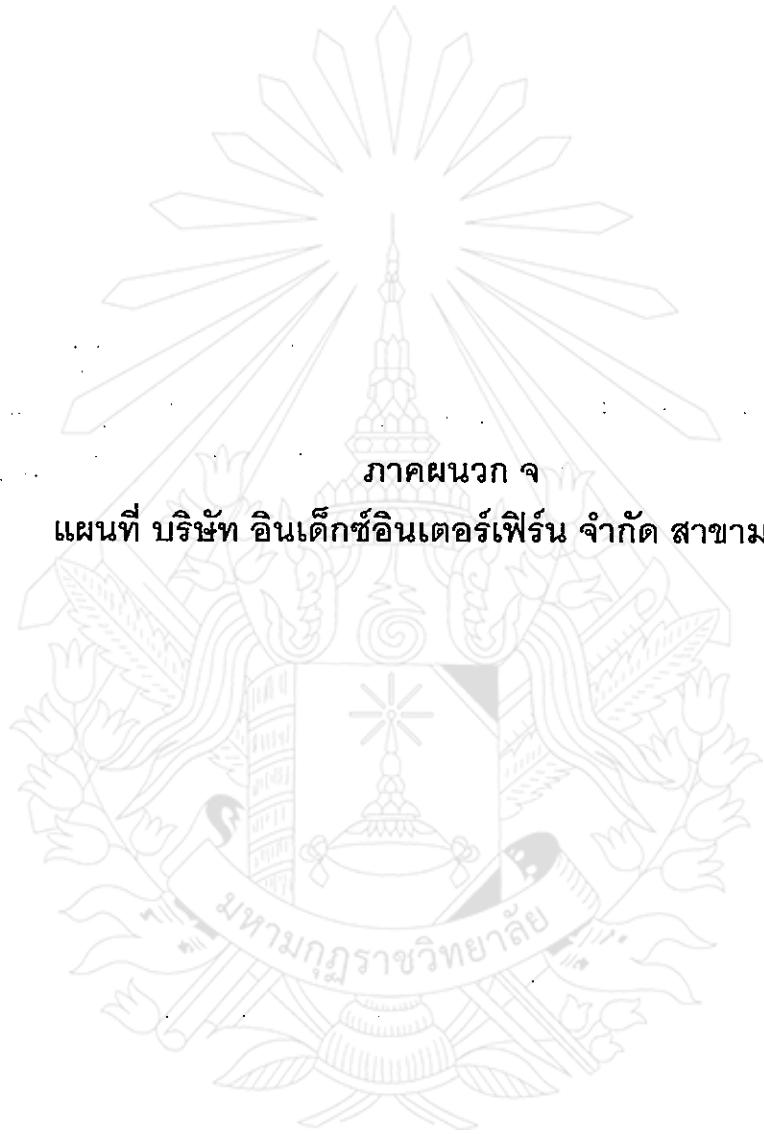 ภาคผนวก จ
แผนที่ บริษัท อินเด็กซ์อินเตอร์เฟิร์น จำกัด สาขาม
มหามกุฏราชวิทยาลัย